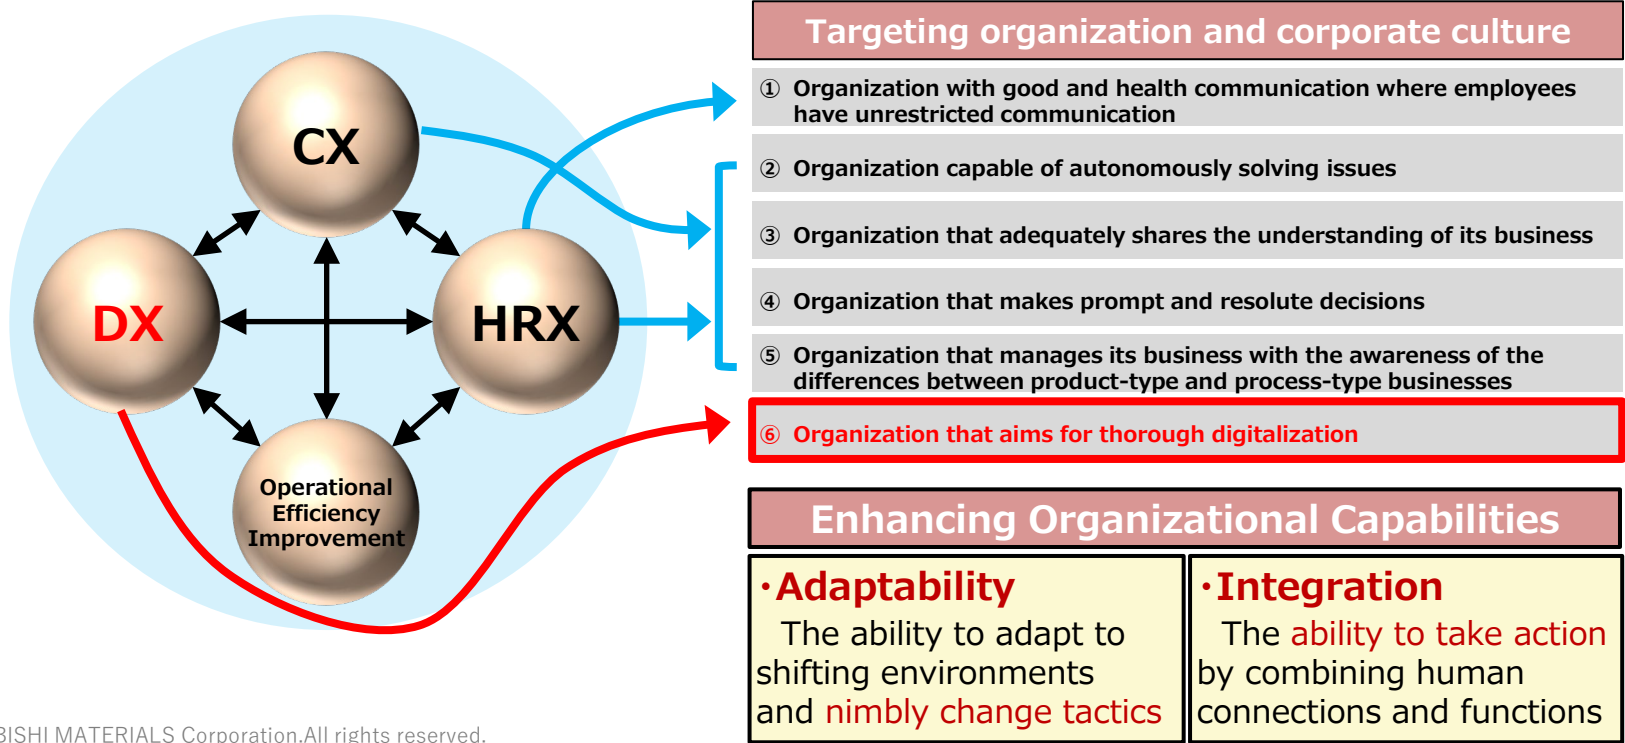 CX
DX
HRX
Operational
Efficiency
Improvement
Targeting organization and corporate culture
① Organization with good and health communication where employees
have unrestricted communication
② Organization capable of autonomously solving issues
③ Organization that adequately shares the understanding of its business
④ Organization that makes prompt and resolute decisions
⑤ Organization that manages its business with the awareness of the
differences between product-type and process-type businesses
⑥ Organization that aims for thorough digitalization
Enhancing Organizational Capabilities
・Adaptability
The ability to adapt to
shifting environments
and nimbly change tactics
・Integration
The ability to take action
by combining human
connections and functions
BISHI MATERIALS Corporation.All rights reserved.